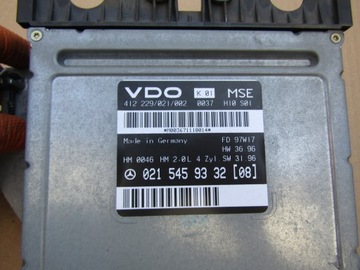 VDO K.01 MSE
412 229/021/002 0037 H10 S01
*M003671118014*
Made in Germany FD 97W17
HW 36.96
HM 0046 HM 2.0L 4 Zyl SW 31.96
021 545 93 32 [08]